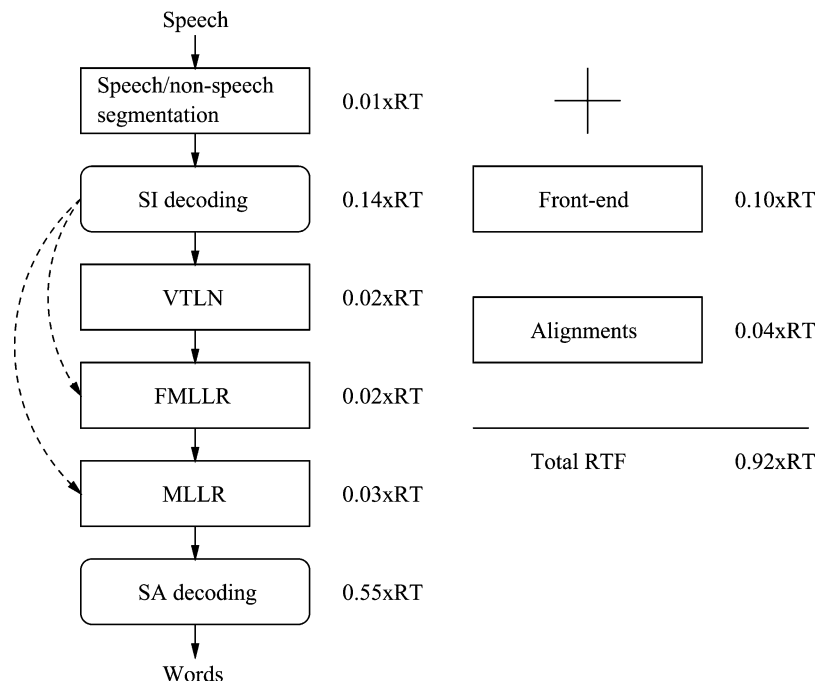 Speech
Speech/non-speech
segmentation
0.01xRT
SI decoding
0.14xRT
VTLN
0.02xRT
FMLLR
0.02xRT
MLLR
0.03xRT
SA decoding
0.55xRT
Words
Front-end
0.10xRT
Alignments
0.04xRT
Total RTF
0.92xRT